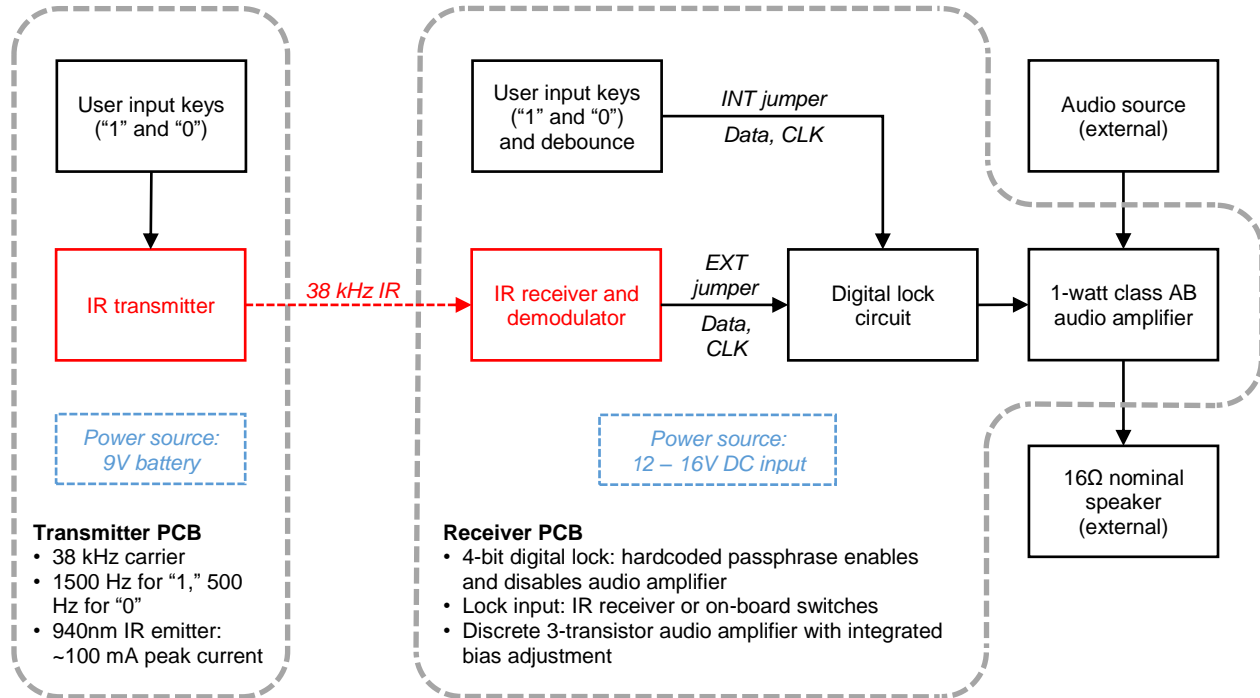 User input keys
(“1” and “0”)
IR transmitter
38 kHz IR
Power source:
9V battery
Transmitter PCB
• 38 kHz carrier
• 1500 Hz for “1,” 500
Hz for “0”
• 940nm IR emitter:
~100 mA peak current
User input keys
(“1” and “0”)
and debounce
INT jumper
Data, CLK
IR receiver and
demodulator
EXT
jumper
Data,
CLK
Digital lock
circuit
Power source:
12 – 16V DC input
Receiver PCB
• 4-bit digital lock: hardcoded passphrase enables
and disables audio amplifier
• Lock input: IR receiver or on-board switches
• Discrete 3-transistor audio amplifier with integrated
bias adjustment
Audio source
(external)
1-watt class AB
audio amplifier
16Ω nominal
speaker
(external)